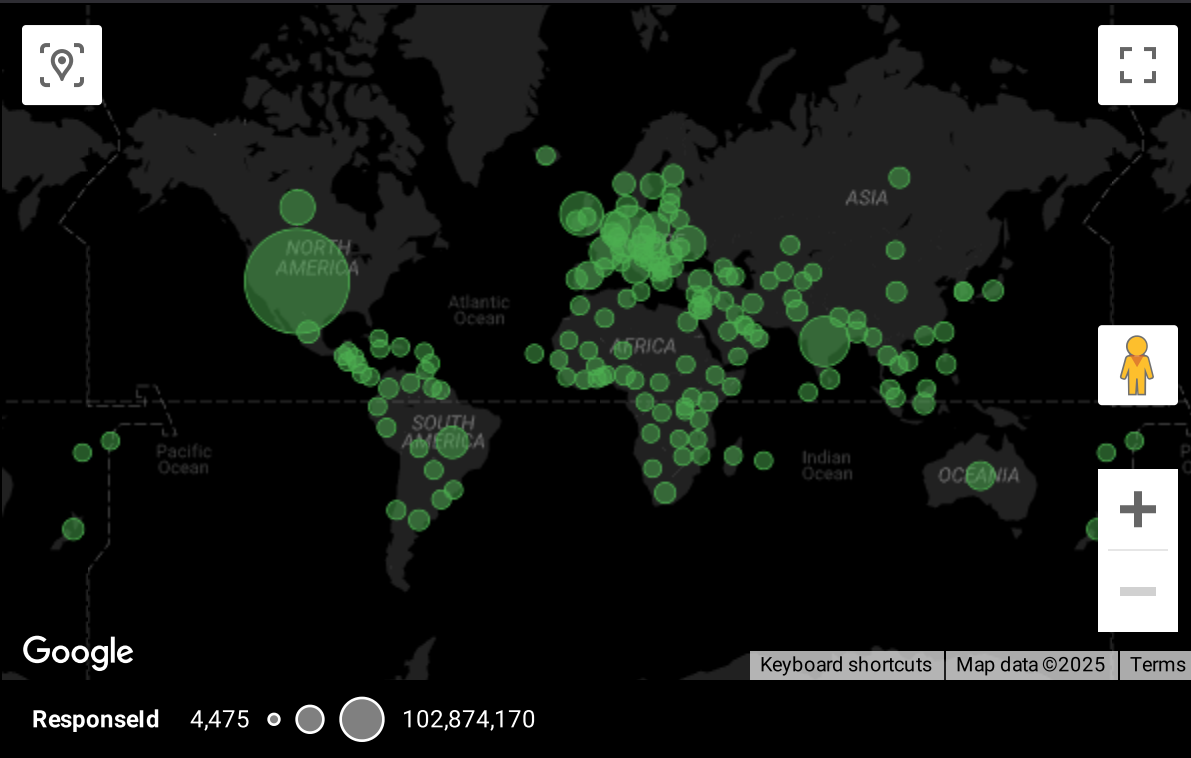 ASIA
NORTH
AMERICA
Atlantic
Ocean
AFRICA
SOUTH
AMERICA
Pacific
Ocean
Indian
Ocean
OCEANIA
P
Google
Keyboard shortcuts
Map data ©2025
Terms
ResponseId 4,475 102,874,170